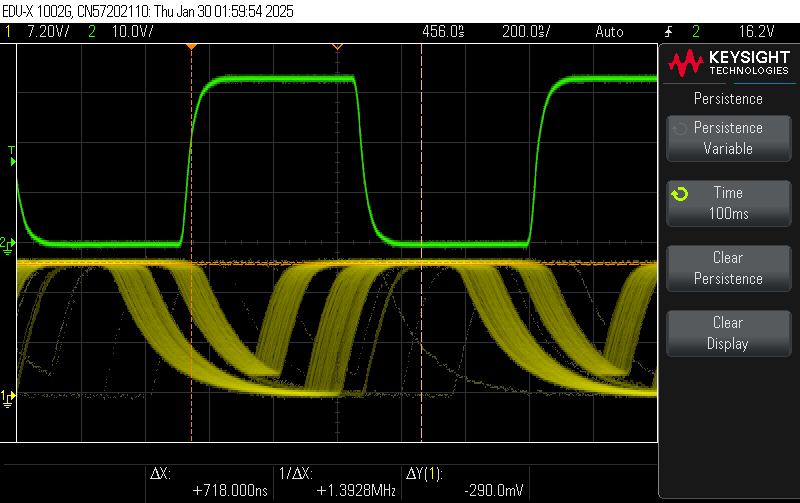 EDU-X 1002G, CN57202110: Thu Jan 30 01:59:54 2025
1 7.20V/ 2 10.0V/ 456.0s 200.0s/ Auto 2 16.2V
KEYSIGHT
TECHNOLOGIES
Persistence
Persistence
Variable
Time
100ms
Clear
Persistence
Clear
Display
T
2
1
ΔX: 1/ΔX: ΔY(1):
+718.000ns +1.3928MHz -290.0mV